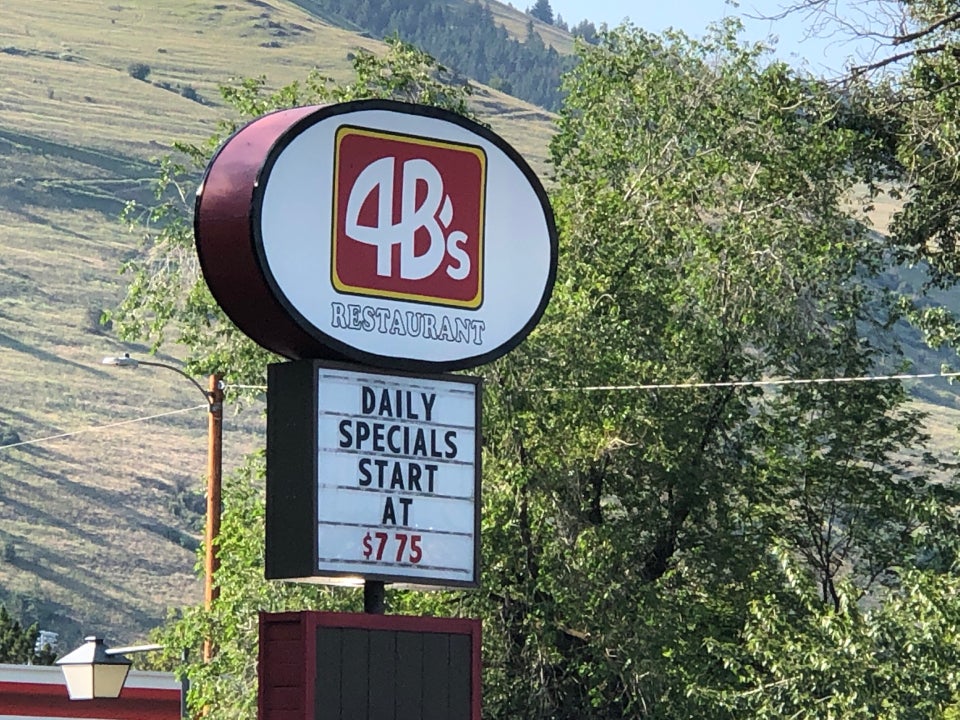 4B's
RESTAURANT
DAILY
SPECIALS
START
AT
$7 75